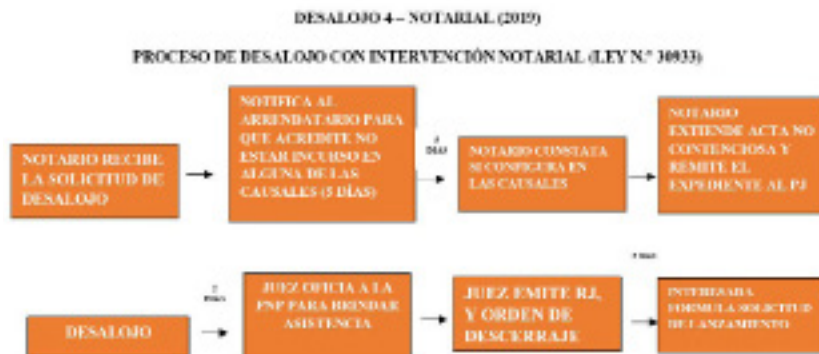 DESALOJO 4 – NOTARIAL (2019)
PROCESO DE DESALOJO CON INTERVENCIÓN NOTARIAL (LEY N.º 30933)
NOTARIO RECIBE
LA SOLICITUD DE
DESALOJO
NOTIFICA AL
ARRENDATARIO PARA
QUE ACREDITE NO
ESTAR INCURSO EN
ALGUNA DE LAS
CAUSALES (5 DÍAS)
DÍAS
NOTARIO CONSTATA
SI CONFIGURA EN
LAS CAUSALES
NOTARIO
EXTIENDE ACTA NO
CONTENCIOSA Y
REMITE EL
EXPEDIENTE AL PJ
DESALOJO
JUEZ OFICIA A LA
PNP PARA BRINDAR
ASISTENCIA
JUEZ EMITE RJ,
Y ORDEN DE
DESCERRAJE
FORMULA SOLICITUD
DE LANZAMIENTO